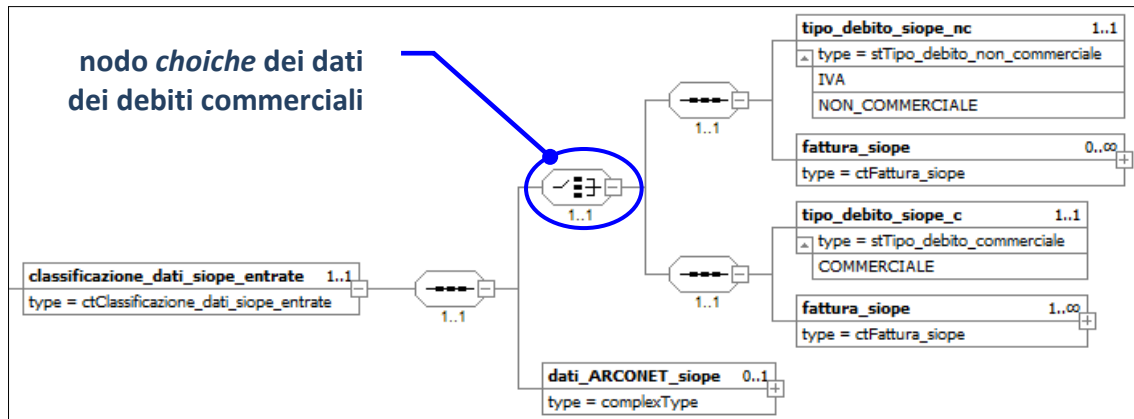 nodo choiche dei dati
dei debiti commerciali
tipo_debito_siope_nc 1..1
type = stTipo_debito_non_commerciale
IVA
NON_COMMERCIALE
1..1
fattura_siope 0..∞
type = ctFattura_siope
1..1
tipo_debito_siope_c 1..1
type = stTipo_debito_commerciale
COMMERCIALE
classificazione_dati_siope_entrate 1..1
type = ctClassificazione_dati_siope_entrate
1..1
1..1
fattura_siope 1..∞
type = ctFattura_siope
dati_ARCONET_siope 0..1
type = complexType